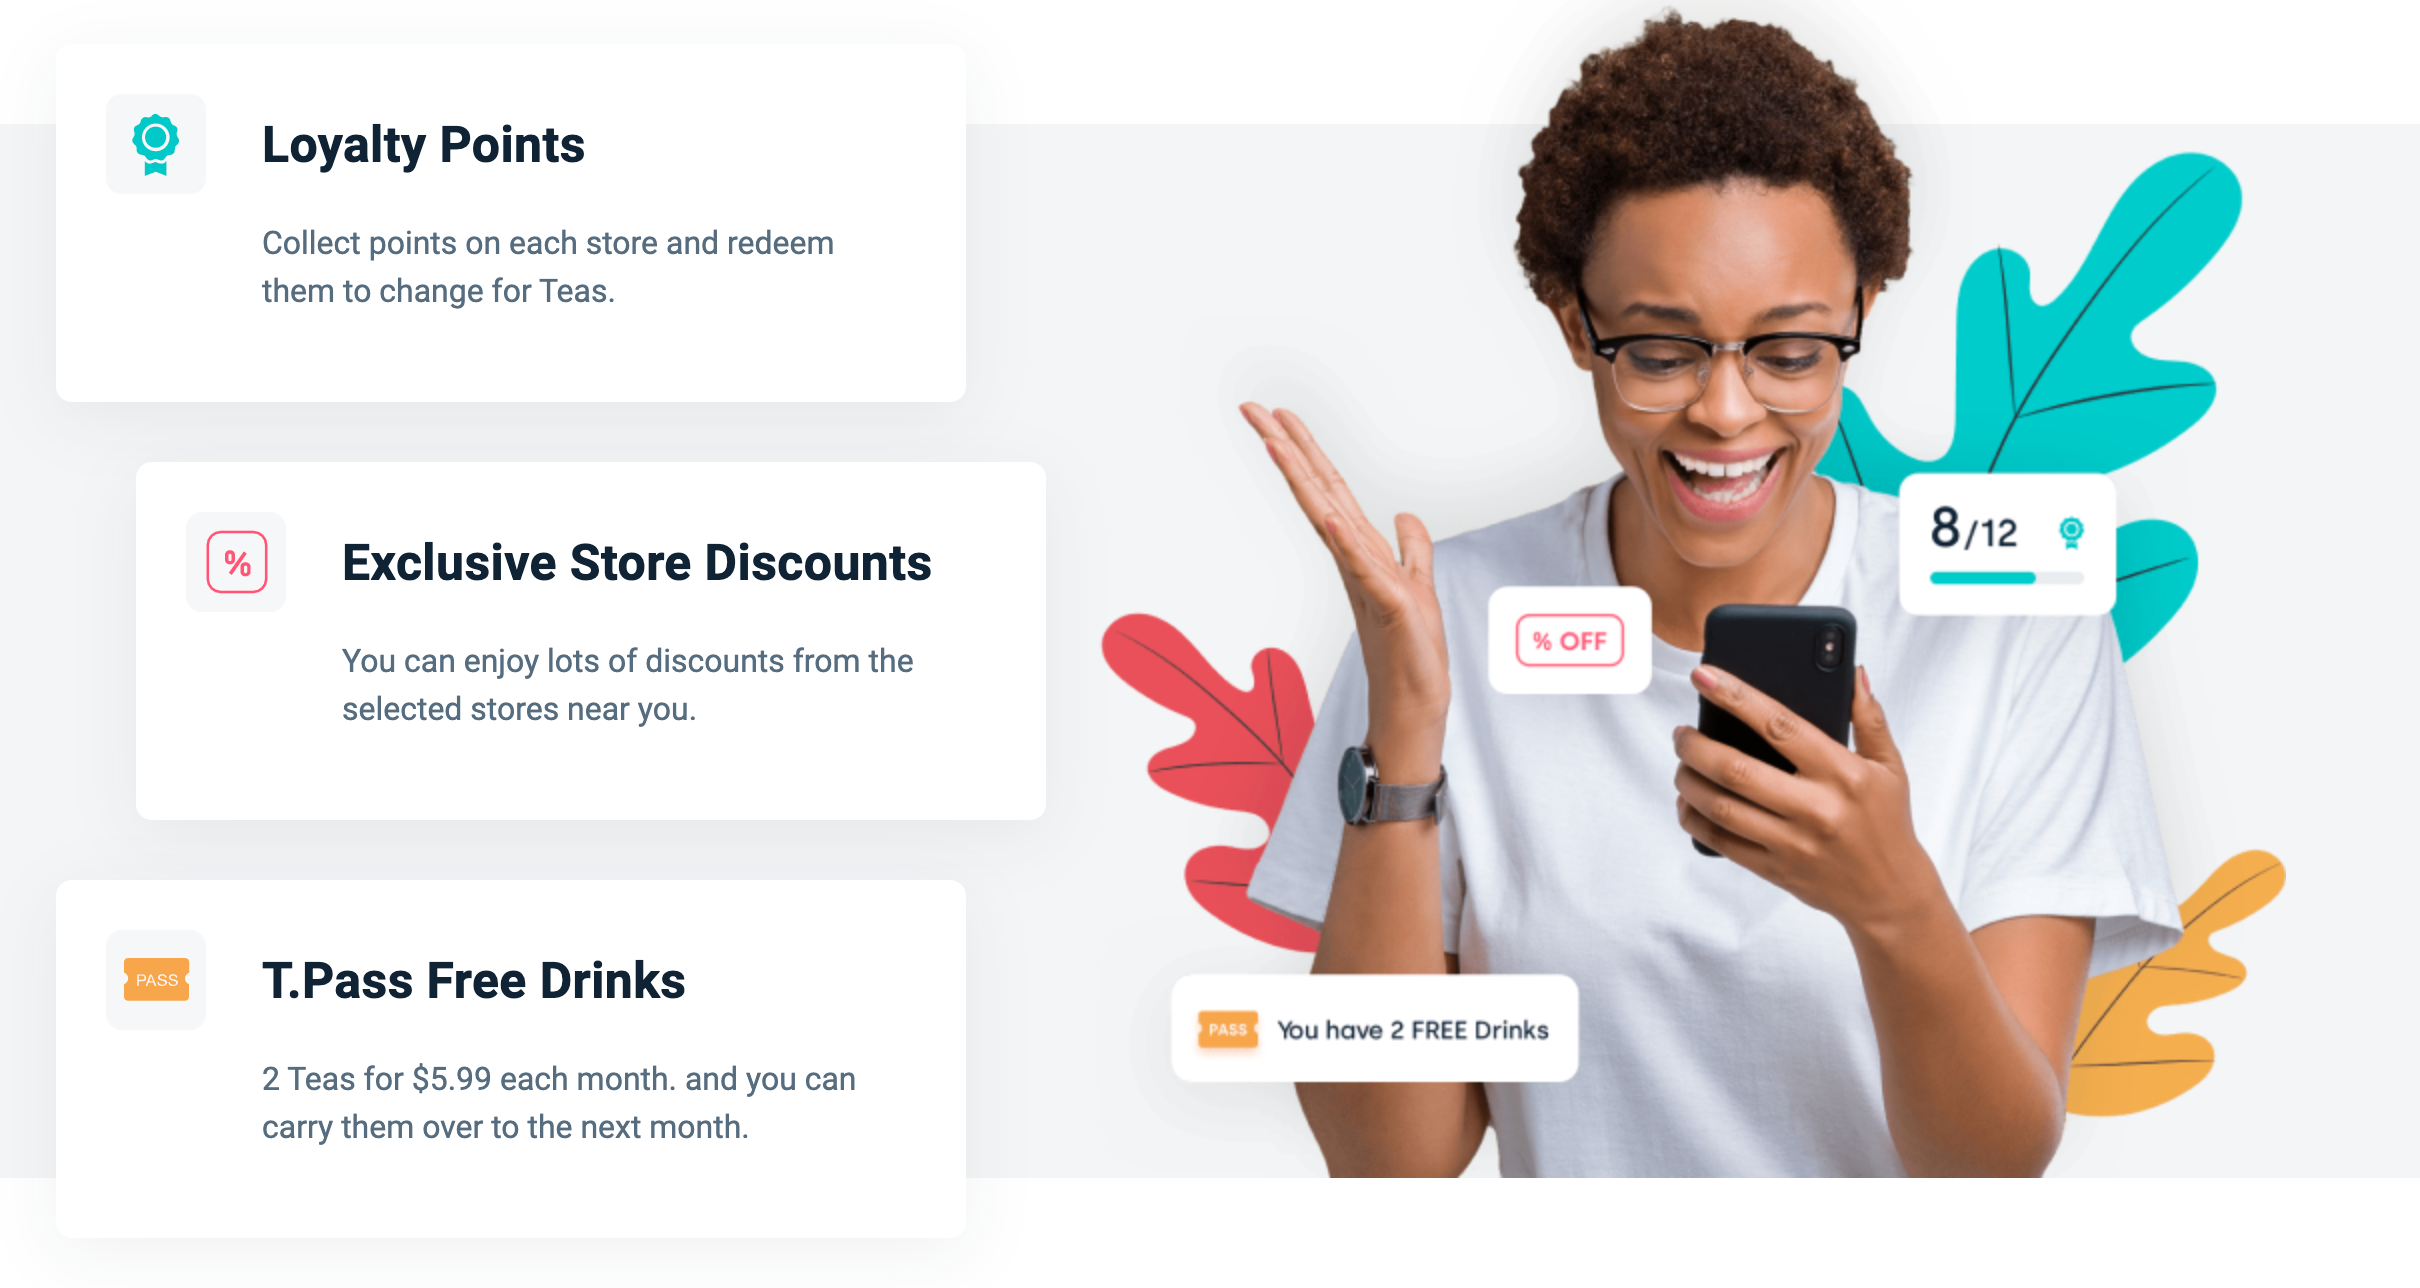 Loyalty Points
Collect points on each store and redeem
them to change for Teas.
%
Exclusive Store Discounts
You can enjoy lots of discounts from the
selected stores near you.
PASS
T.Pass Free Drinks
2 Teas for $5.99 each month. and you can
carry them over to the next month.
8/12
% OFF
PASS You have 2 FREE Drinks